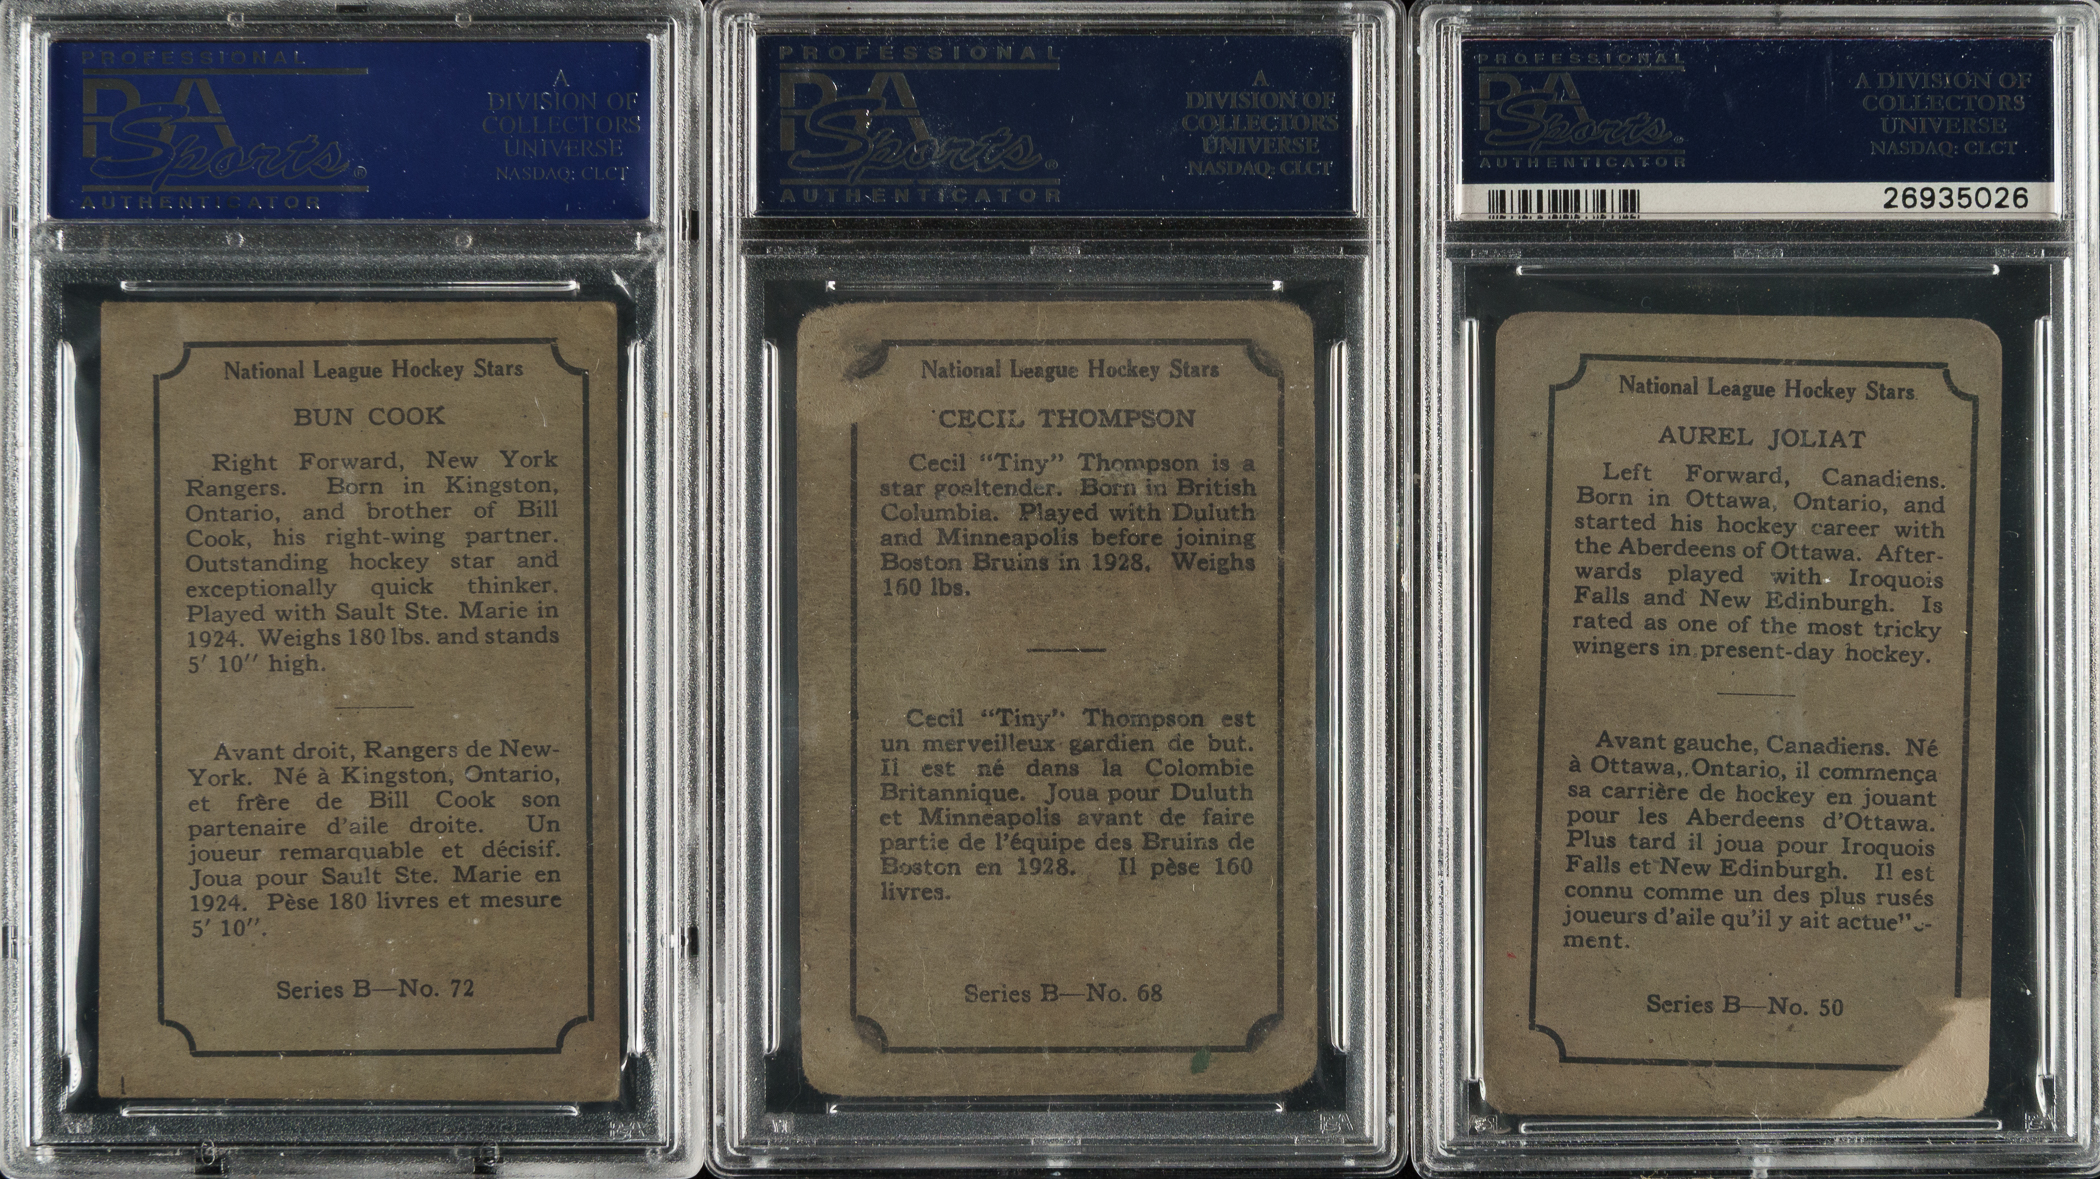 PROFESSIONAL
PSA
Sports®
AUTHENTICATOR
A
DIVISION OF
COLLECTORS
UNIVERSE
NASDAQ: CLCT
National League Hockey Stars
BUN COOK
Right Forward, New York
Rangers. Born in Kingston,
Ontario, and brother of Bill
Cook, his right-wing partner.
Outstanding hockey star and
exceptionally quick thinker.
Played with Sault Ste. Marie in
1924. Weighs 180 lbs. and stands
5′ 10″ high.
Avant droit, Rangers de New-
York. Né à Kingston, Ontario,
et frère de Bill Cook son
partenaire d'aile droite. Un
joueur remarquable et décisif.
Joua pour Sault Ste. Marie en
1924. Pèse 180 livres et mesure
5′ 10″.
Series B—No. 72
PROFESSIONAL
PSA
Sports®
AUTHENTICATOR
A
DIVISION OF
COLLECTORS
UNIVERSE
NASDAQ: CLCT
National League Hockey Stars
CECIL THOMPSON
Cecil "Tiny" Thompson is a
star goaltender. Born in British
Columbia. Played with Duluth
and Minneapolis before joining
Boston Bruins in 1928. Weighs
160 lbs.
Cecil "Tiny" Thompson est
un merveilleux gardien de but.
Il est né dans la Colombie
Britannique. Joua pour Duluth
et Minneapolis avant de faire
partie de l'équipe des Bruins de
Boston en 1928. Il pèse 160
livres.
Series B—No. 68
PROFESSIONAL
PSA
Sports®
AUTHENTICATOR
A DIVISION OF
COLLECTORS
UNIVERSE
NASDAQ: CLCT
26935026
National League Hockey Stars
AUREL JOLIAT
Left Forward, Canadiens.
Born in Ottawa, Ontario, and
started his hockey career with
the Aberdeens of Ottawa. After-
wards played with Iroquois
Falls and New Edinburgh. Is
rated as one of the most tricky
wingers in present-day hockey.
Avant gauche, Canadiens. Né
à Ottawa, Ontario, il commença
sa carrière de hockey en jouant
pour les Aberdeens d'Ottawa.
Plus tard il joua pour Iroquois
Falls et New Edinburgh. Il est
connu comme un des plus rusés
joueurs d'aile qu'il y ait
ment.
Series B—No. 50